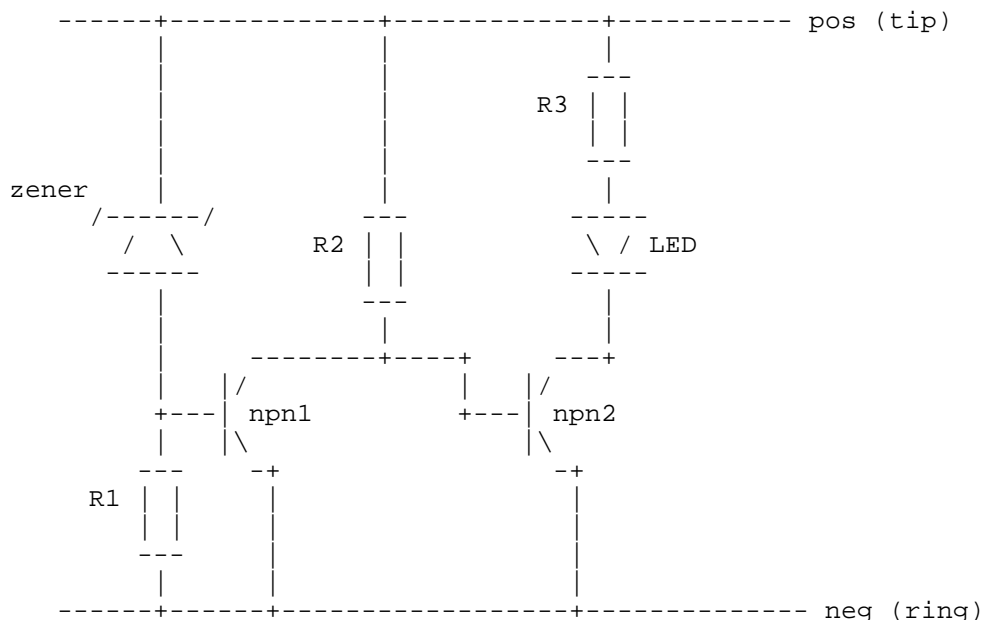 pos (tip)
R3
zener
R2
LED
npn1
npn2
R1
neg (ring)